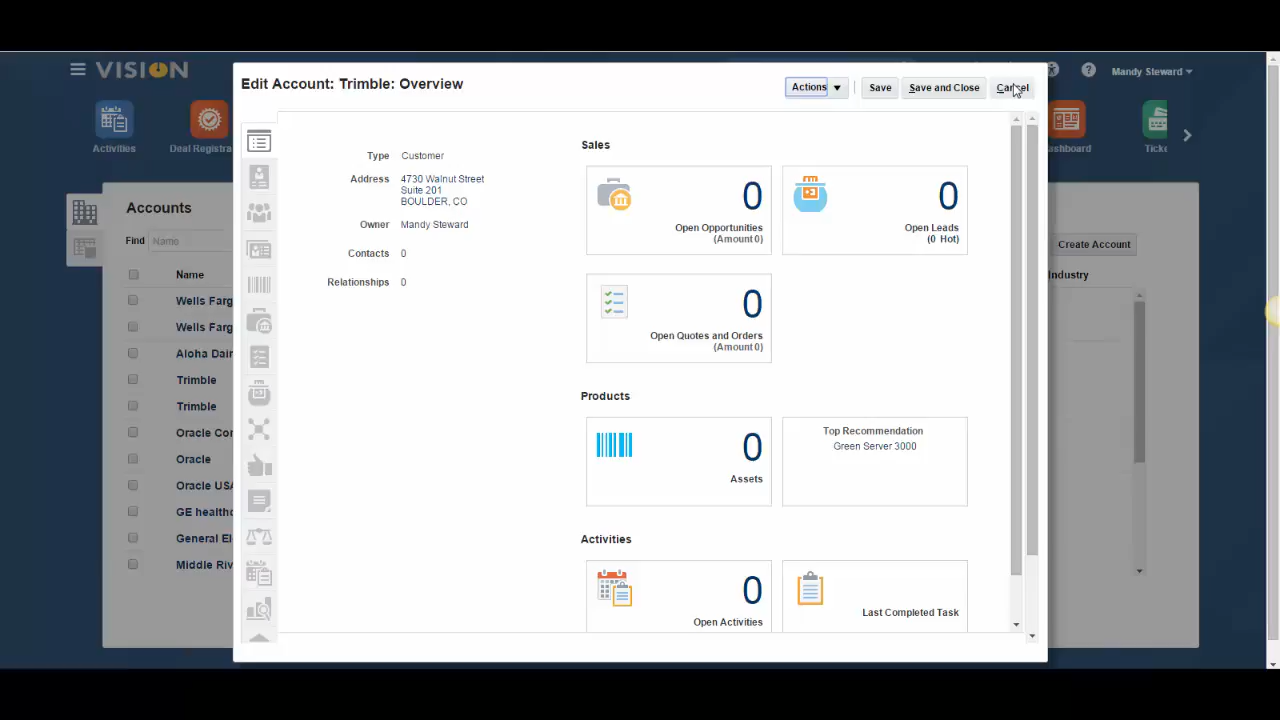 VISION
Mandy Steward
Activities
Deal Registra
shboard
Ticke
Edit Account: Trimble: Overview
Actions
Save
Save and Close
Cancel
Type Customer
Address 4730 Walnut Street
Suite 201
BOULDER, CO
Owner Mandy Steward
Contacts 0
Relationships 0
Sales
0
Open Opportunities
(Amount 0)
0
Open Leads
(0 Hot)
0
Open Quotes and Orders
(Amount 0)
Products
0
Assets
Top Recommendation
Green Server 3000
Activities
0
Open Activities
Last Completed Task
Accounts
Find Name
Create Account
Name
Industry
Wells Farg
Wells Farg
Aloha Dair
Trimble
Trimble
Oracle Cor
Oracle
Oracle USA
GE healthc
General El
Middle Riv